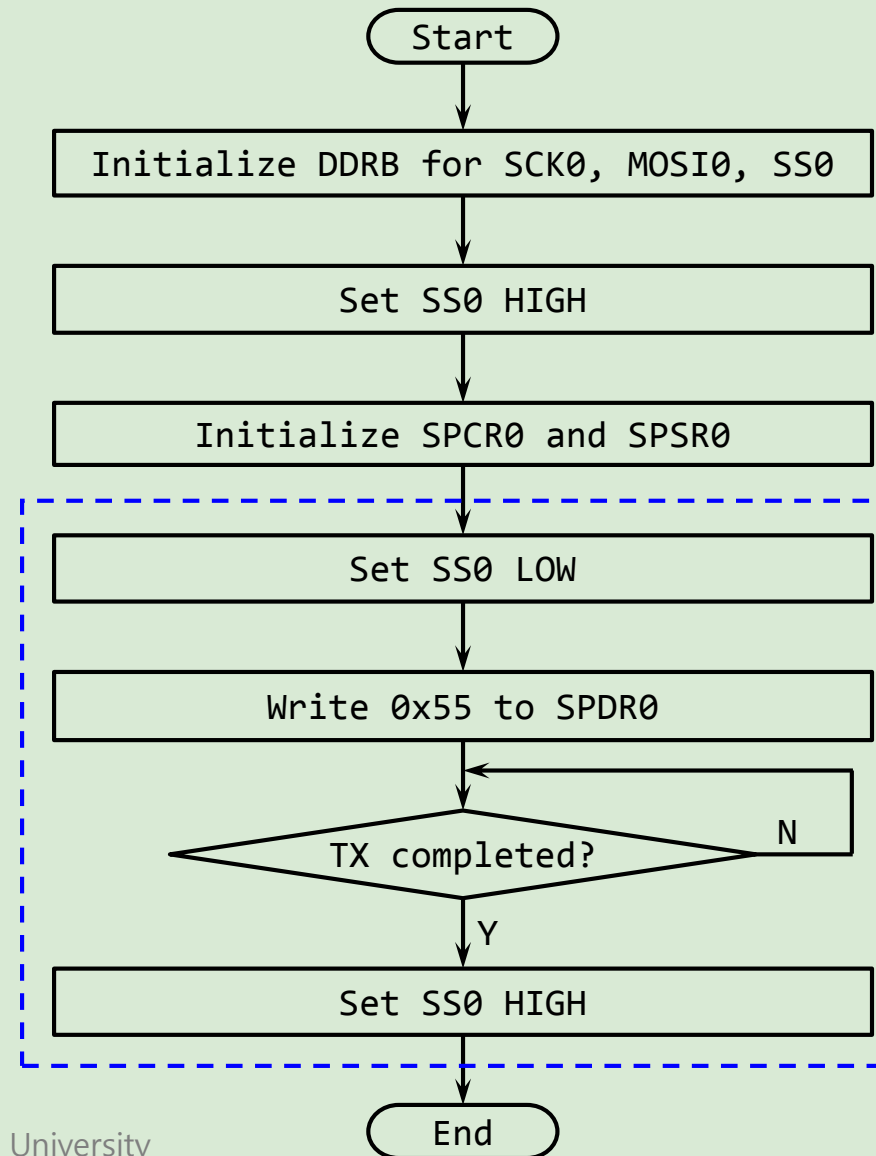 Start
Initialize DDRB for SCK0, MOSI0, SS0
Set SS0 HIGH
Initialize SPCR0 and SPSR0
Set SS0 LOW
Write 0x55 to SPDR0
TX completed?
N
Y
Set SS0 HIGH
End
University